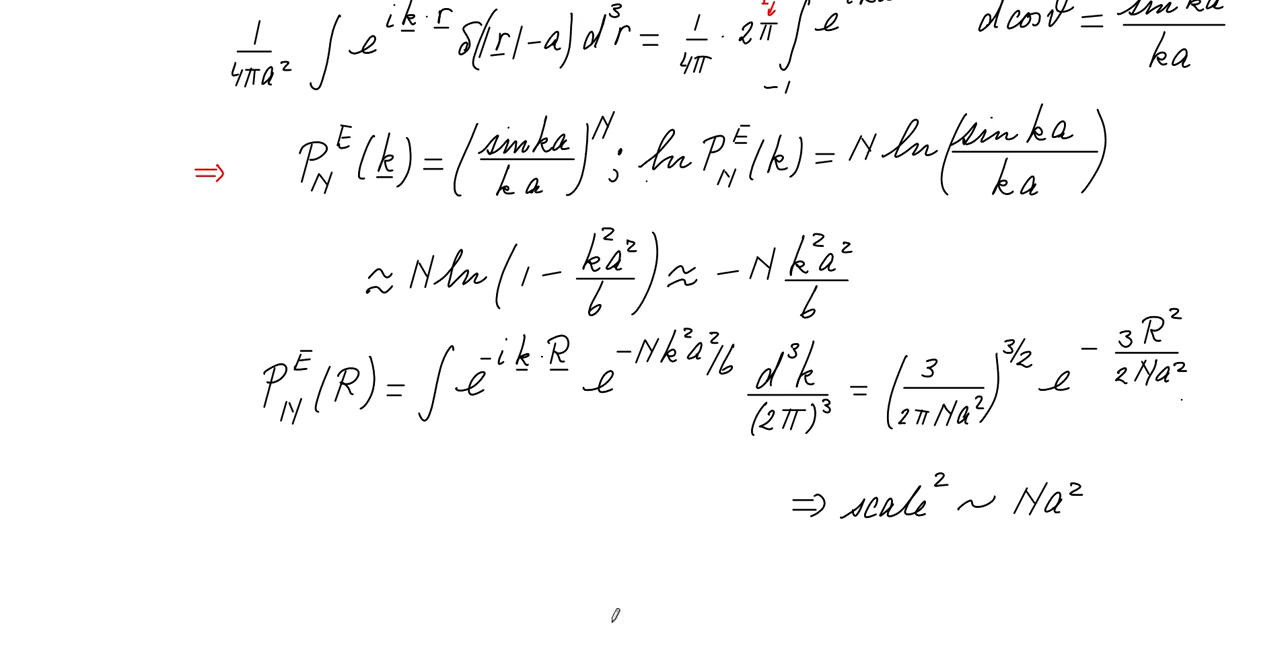 1/(4πa²) ∫ e^{ik·r} δ(|r|-a) d³r = 1/(4π) · 2π ∫_{-1} e d cosϑ = sin ka / ka
⇒ P_N^E(k) = (sin ka / ka)^N ; ln P_N^E(k) = N ln(sin ka / ka)
≈ N ln(1 - k²a²/6) ≈ -N k²a²/6
P_N^E(R) = ∫ e^{-ik·R} e^{-Nk²a²/6} d³k/(2π)³ = (3/(2πNa²))^{3/2} e^{-3R²/(2Na²)}
⇒ scale² ~ Na²